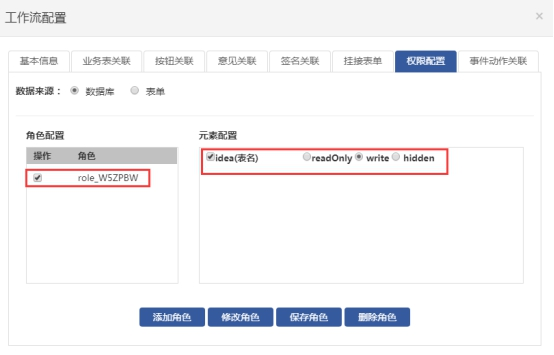 工作流配置 ×
基本信息 业务表关联 按钮关联 意见关联 签名关联 挂接表单 权限配置 事件动作关联
数据来源： 数据库 表单
角色配置 元素配置
操作 角色 idea(表名) readOnly write hidden
role_W5ZPBW
添加角色 修改角色 保存角色 删除角色